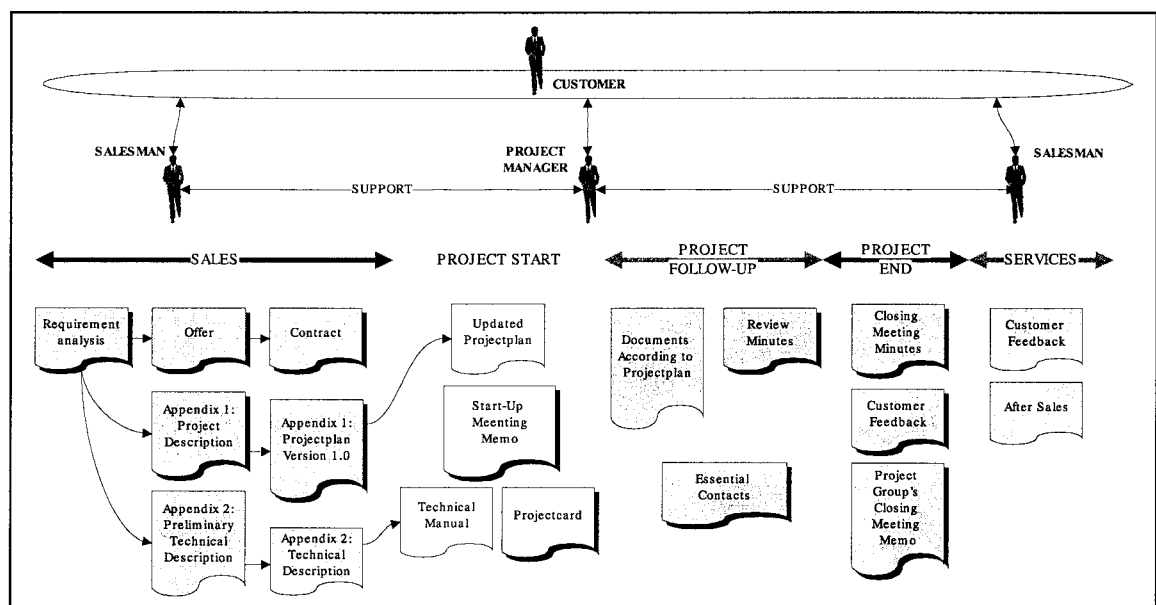 CUSTOMER
SALESMAN
PROJECT
MANAGER
SALESMAN
SUPPORT
SUPPORT
SALES
PROJECT START
PROJECT
FOLLOW-UP
PROJECT
END
SERVICES
Requirement
analysis
Offer
Contract
Updated
Projectplan
Documents
According to
Projectplan
Review
Minutes
Closing
Meeting
Minutes
Customer
Feedback
Appendix 1:
Project
Description
Appendix 1:
Projectplan
Version 1.0
Start-Up
Meenting
Memo
Customer
Feedback
After Sales
Appendix 2:
Preliminary
Technical
Description
Appendix 2:
Technical
Description
Technical
Manual
Projectcard
Essential
Contacts
Project
Group's
Closing
Meeting
Memo